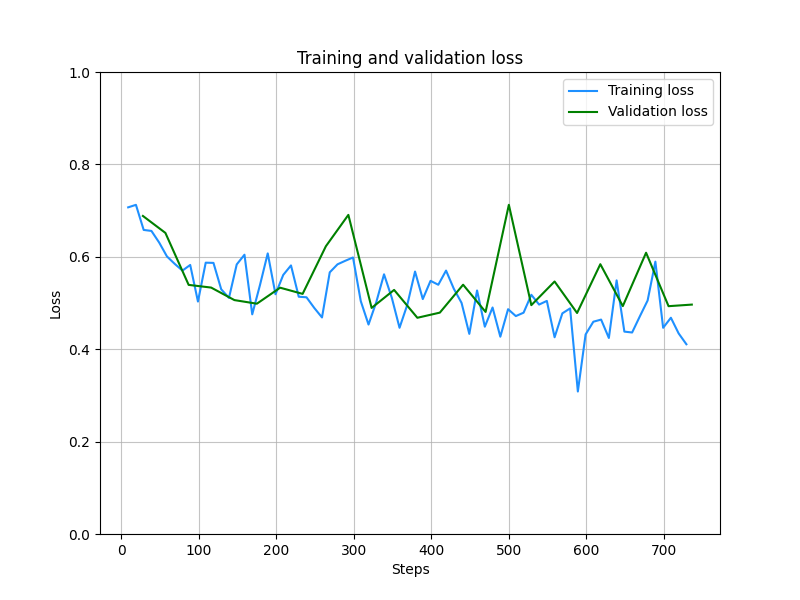 Training and validation loss
Training loss
Validation loss
1.0
0.8
0.6
0.4
0.2
0.0
Loss
0 100 200 300 400 500 600 700
Steps